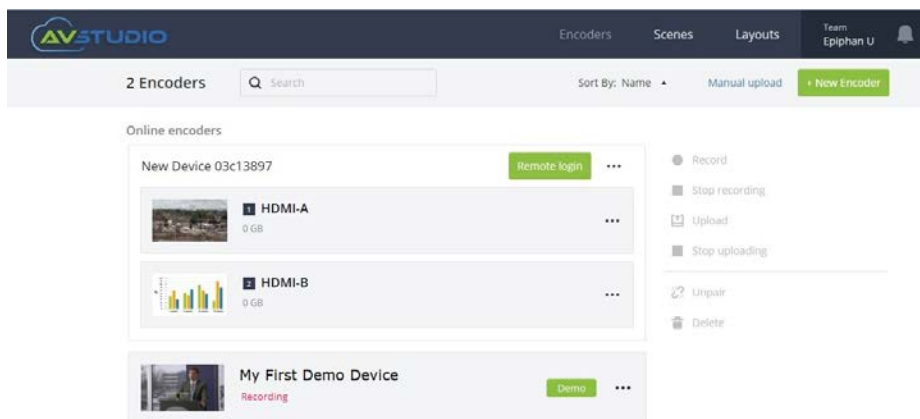 AVSTUDIO
Encoders Scenes Layouts Team
Epiphan U
2 Encoders Search Sort By: Name Manual upload + New Encoder
Online encoders
New Device 03c13897 Remote login ...
1 HDMI-A ...
0 GB
2 HDMI-B ...
0 GB
My First Demo Device Demo ...
Recording
Record
Stop recording
Upload
Stop uploading
Unpair
Delete